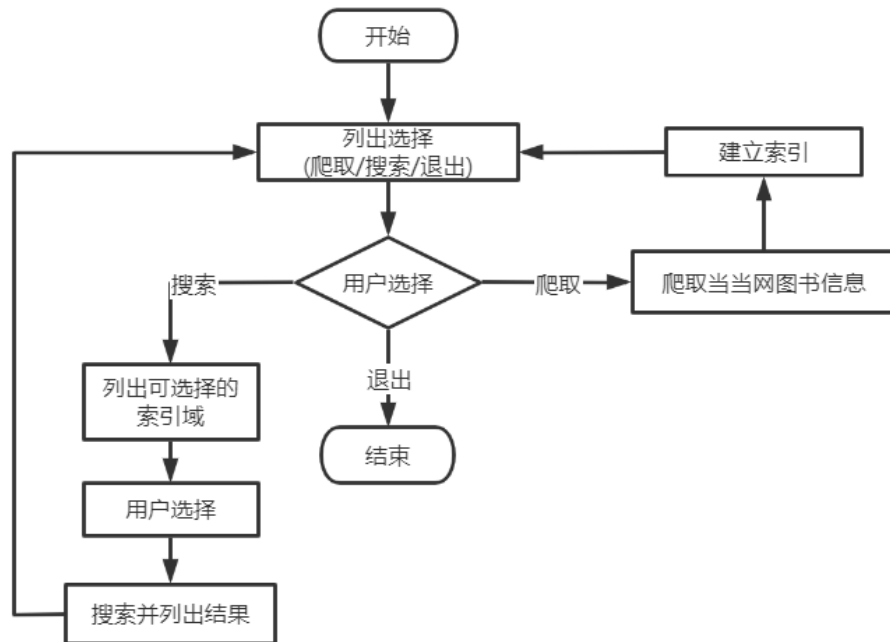 开始
列出选择
(爬取/搜索/退出)
建立索引
用户选择
搜索
爬取
爬取当当网图书信息
退出
列出可选择的
索引域
结束
用户选择
搜索并列出结果